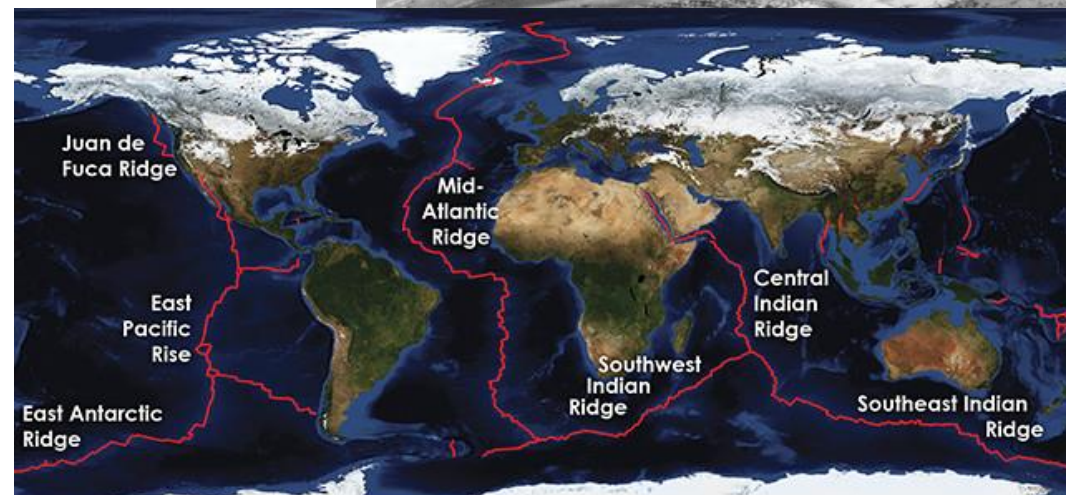 Juan de
Fuca Ridge
Mid-
Atlantic
Ridge
East
Pacific
Rise
Central
Indian
Ridge
Southwest
Indian
Ridge
East Antarctic
Ridge
Southeast Indian
Ridge